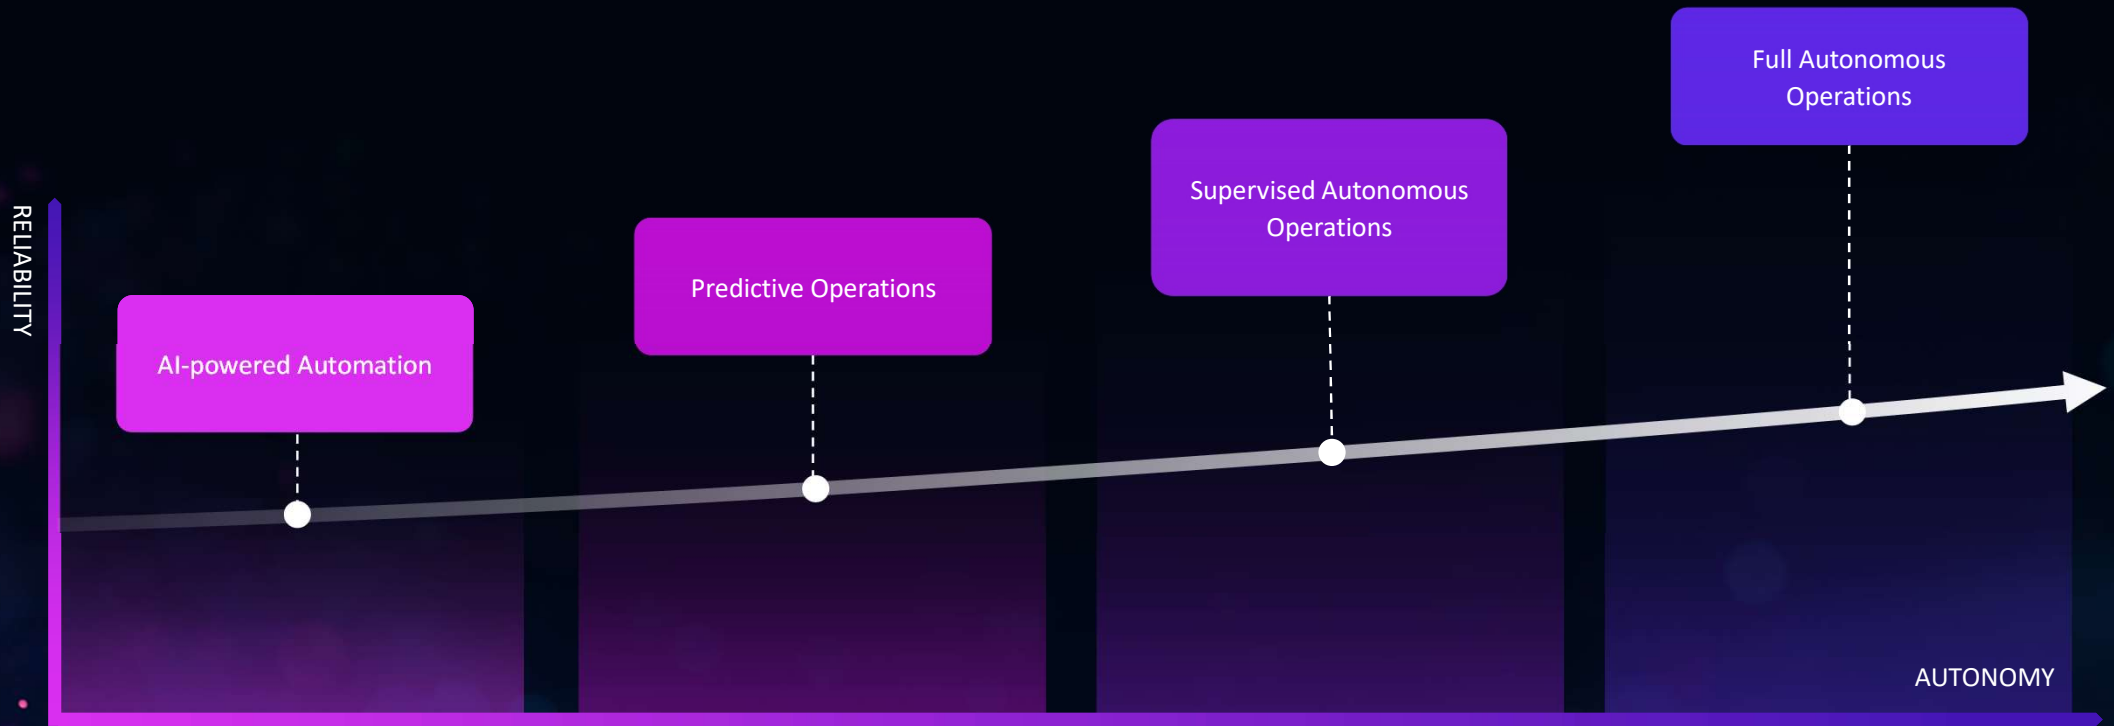 Full Autonomous
Operations
Supervised Autonomous
Operations
Predictive Operations
AI-powered Automation
RELIABILITY
AUTONOMY